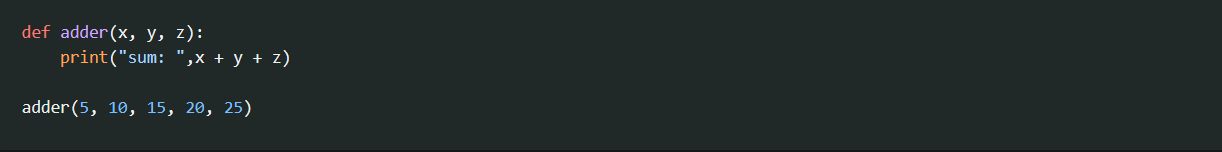 def adder(x, y, z):
    print("sum: ",x + y + z)
adder(5, 10, 15, 20, 25)